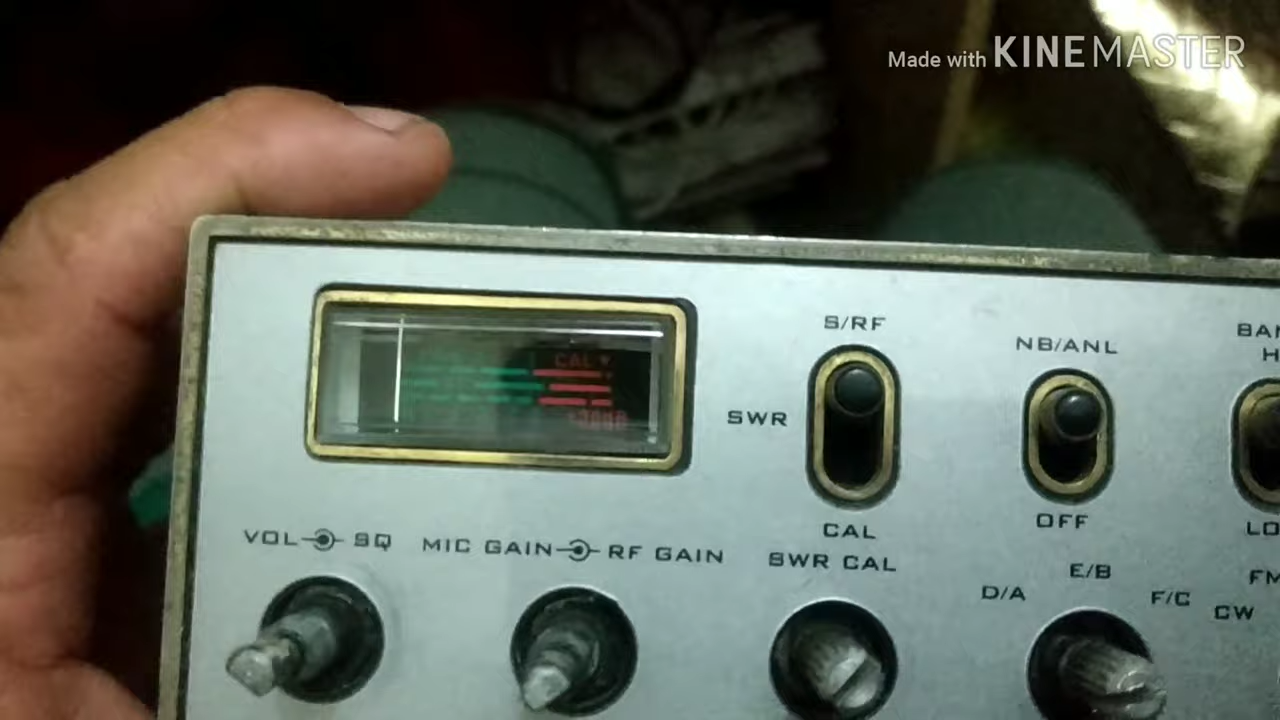 Made with KINEMASTER
S/RF
NB/ANL
CAL
SWR
CAL
OFF
VOL SQ
MIC GAIN RF GAIN
SWR CAL
E/B
D/A
F/C
CW
FM